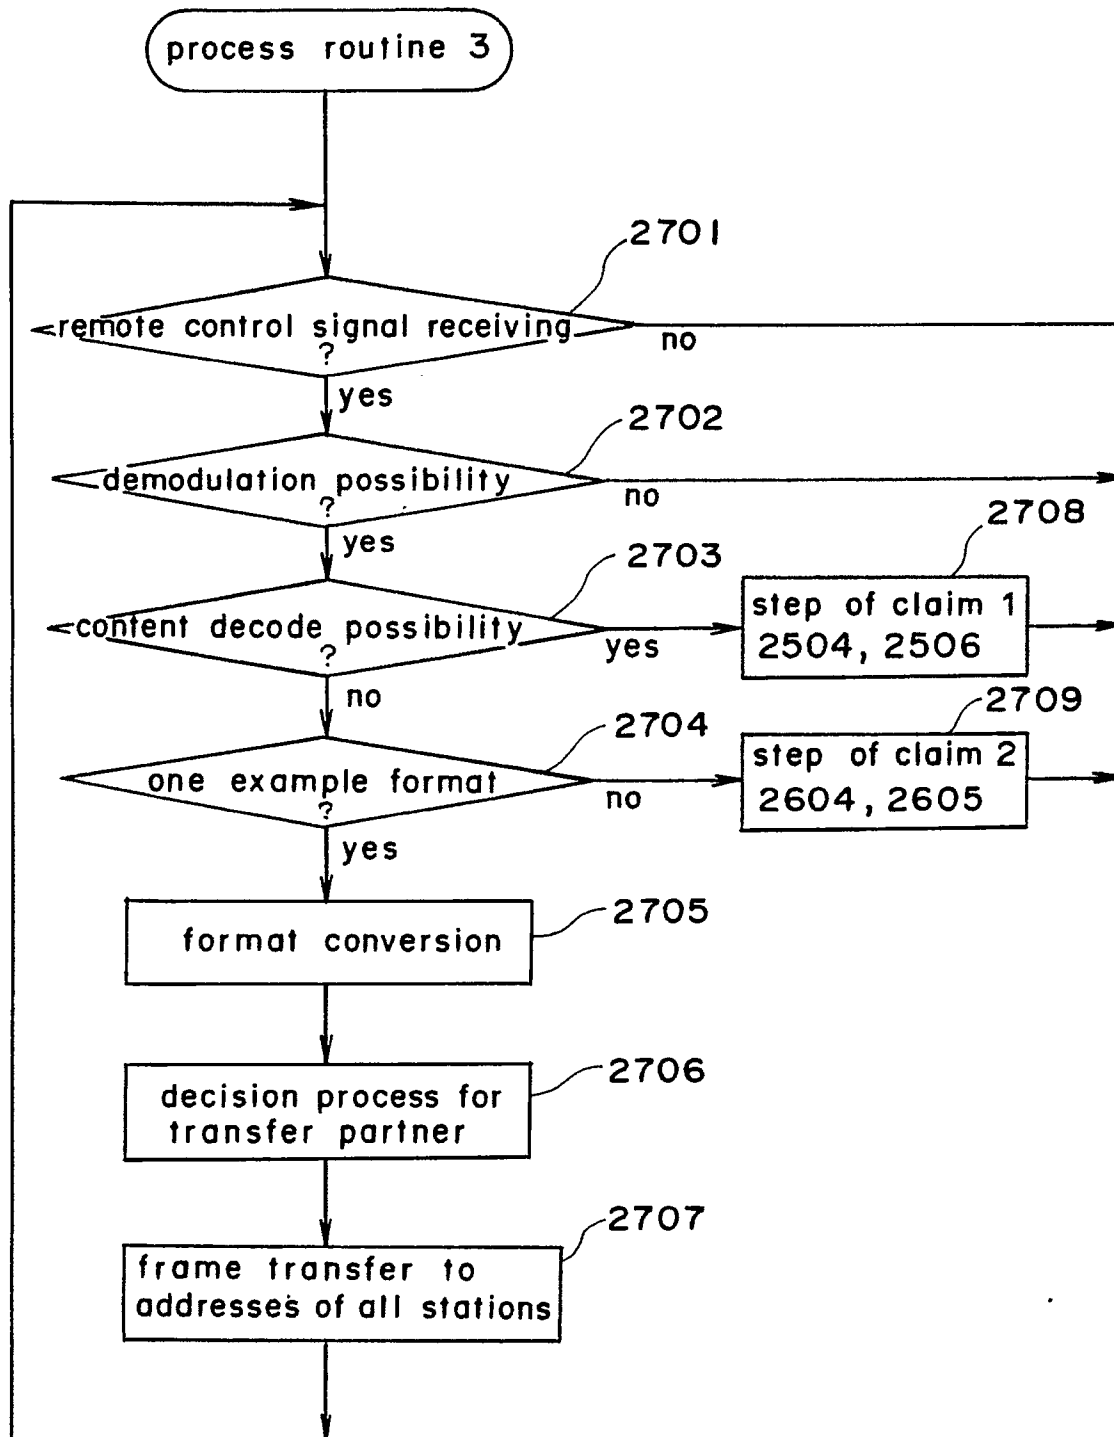 process routine 3
2701
remote control signal receiving
?
no
yes
2702
demodulation possibility
?
no
yes
2703
2708
content decode possibility
?
yes
step of claim 1
2504, 2506
no
2704
2709
one example format
?
no
step of claim 2
2604, 2605
yes
2705
format conversion
2706
decision process for
transfer partner
2707
frame transfer to
addresses of all stations